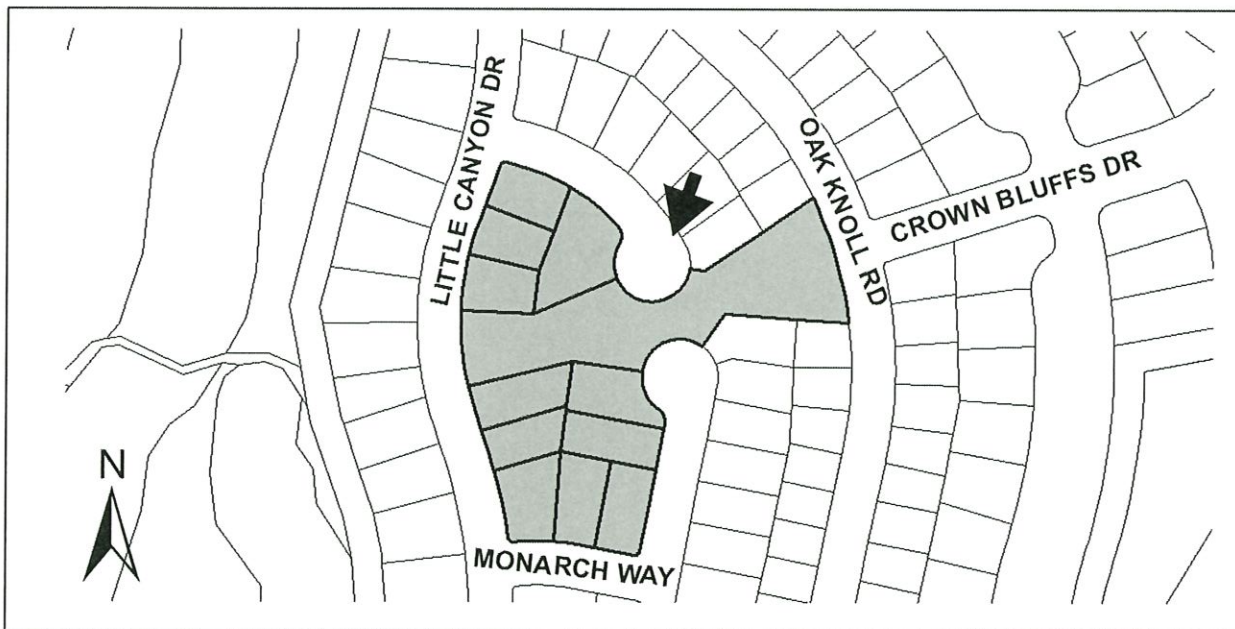 LITTLE CANYON DR
OAK KNOLL RD
CROWN BLUFFS DR
N
MONARCH WAY